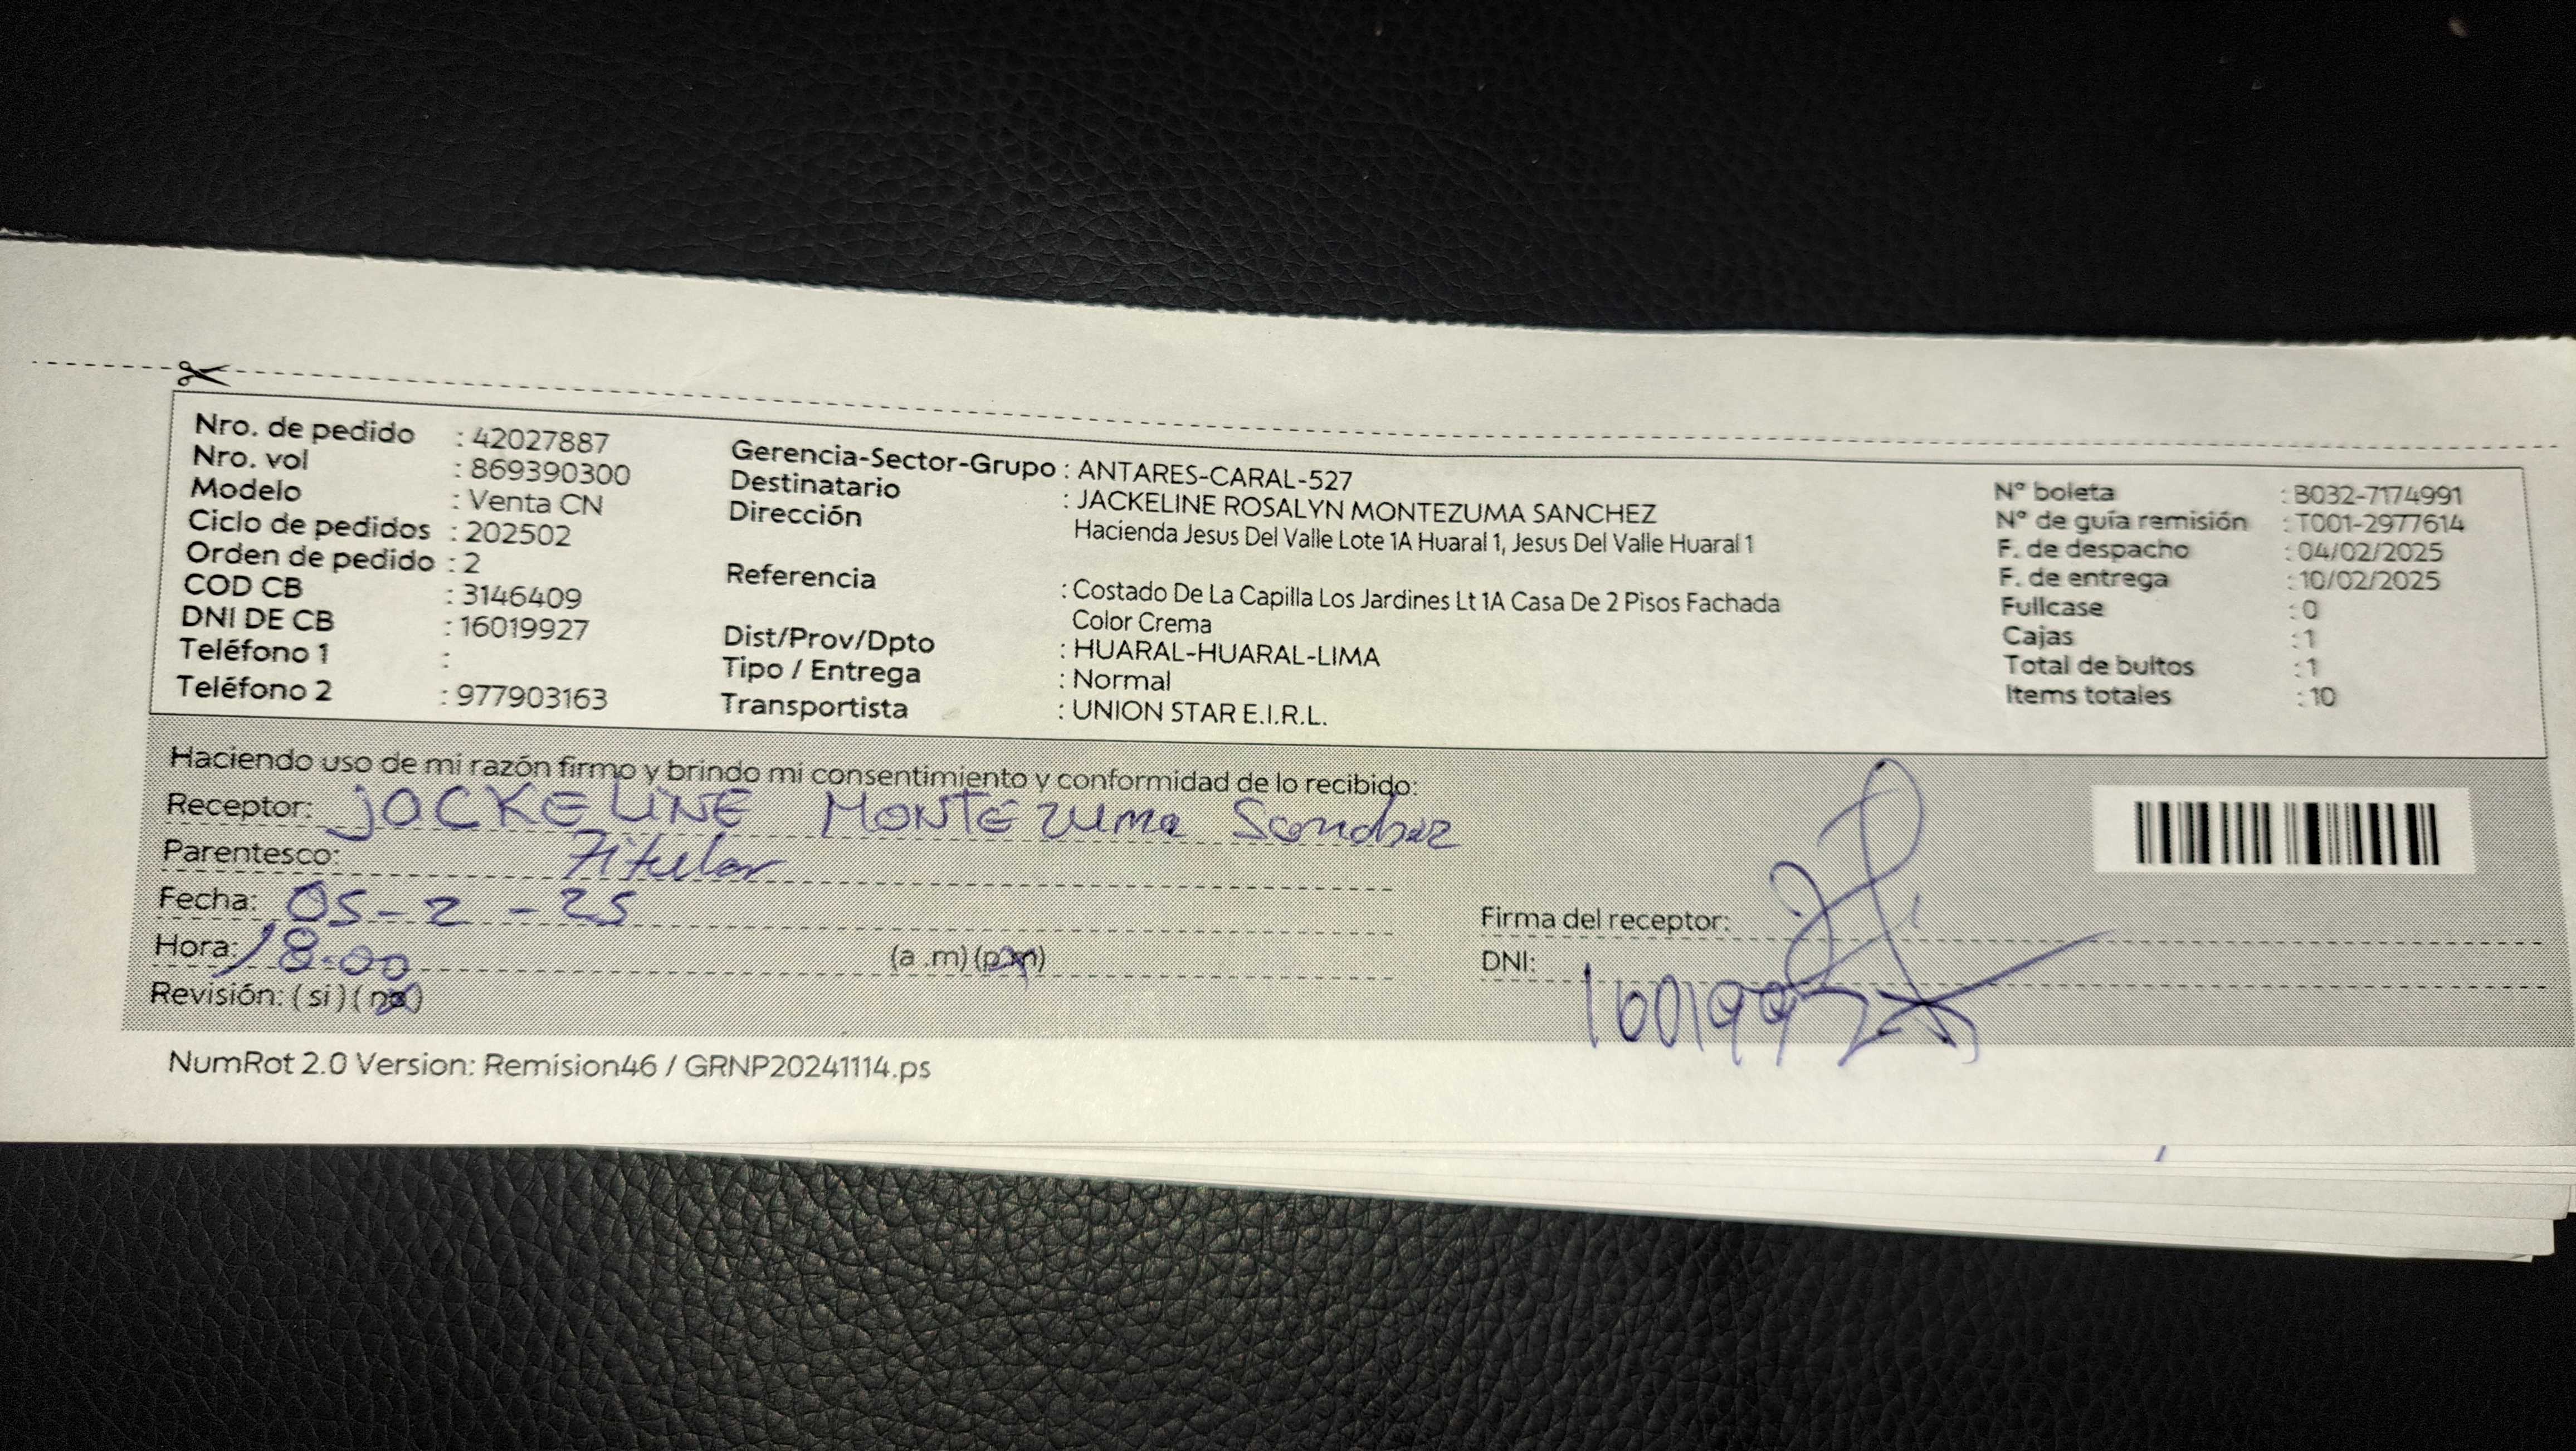 Nro. de pedido : 42027887
Nro. vol : 869390300
Modelo : Venta CN
Ciclo de pedidos : 202502
Orden de pedido : 2
COD CB : 3146409
DNI DE CB : 16019927
Teléfono 1 :
Teléfono 2 : 977903163
Gerencia-Sector-Grupo : ANTARES-CARAL-527
Destinatario : JACKELINE ROSALYN MONTEZUMA SANCHEZ
Dirección Hacienda Jesus Del Valle Lote 1A Huaral 1, Jesus Del Valle Huaral 1
Referencia : Costado De La Capilla Los Jardines Lt 1A Casa De 2 Pisos Fachada
Color Crema
Dist/Prov/Dpto : HUARAL-HUARAL-LIMA
Tipo / Entrega : Normal
Transportista : UNION STAR E.I.R.L.
N° boleta : B032-7174991
N° de guía remisión : T001-2977614
F. de despacho : 04/02/2025
F. de entrega : 10/02/2025
Fullcase : 0
Cajas : 1
Total de bultos : 1
Items totales : 10
Haciendo uso de mi razón firmo y brindo mi consentimiento y conformidad de lo recibido:
Receptor: JACKELINE MONTEZUMA Sanchez
Parentesco: Titular
Fecha: 05-2-25
Hora: 18:00 (a .m) (p.m)
Revisión: ( si ) ( no )
Firma del receptor:
DNI: 16019927
NumRot 2.0 Version: Remision46 / GRNP20241114.ps